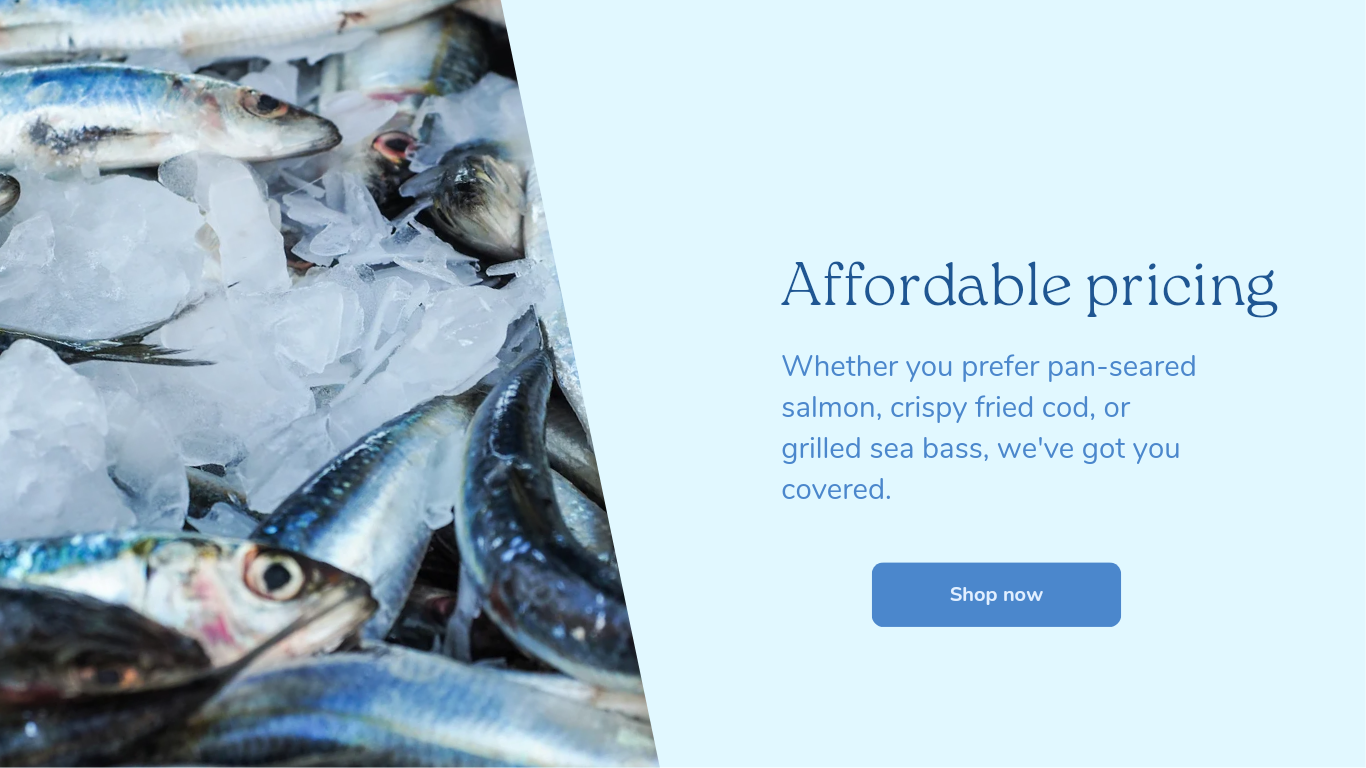 Affordable pricing
Whether you prefer pan-seared
salmon, crispy fried cod, or
grilled sea bass, we've got you
covered.
Shop now